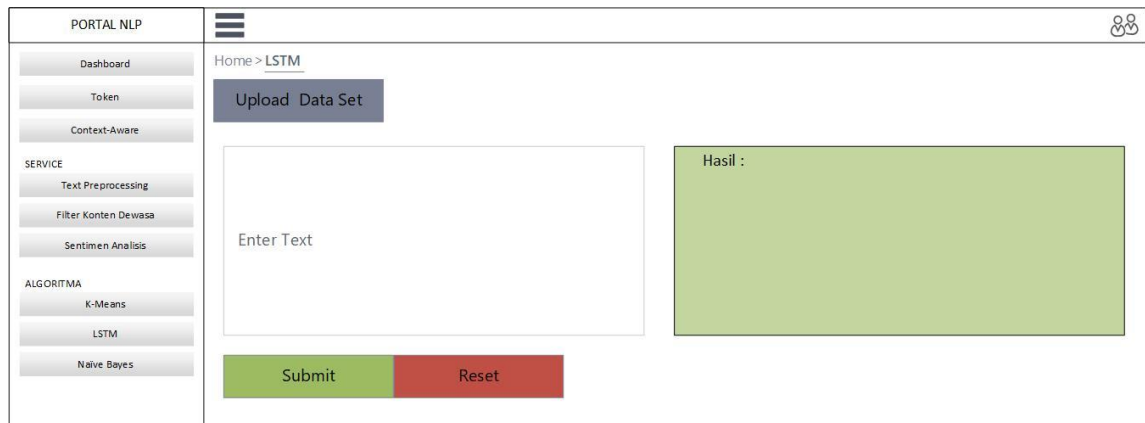 PORTAL NLP
Dashboard
Token
Context-Aware
SERVICE
Text Preprocessing
Filter Konten Dewasa
Sentimen Analisis
ALGORITMA
K-Means
LSTM
Naïve Bayes
Home > LSTM
Upload Data Set
Enter Text
Hasil :
Submit
Reset